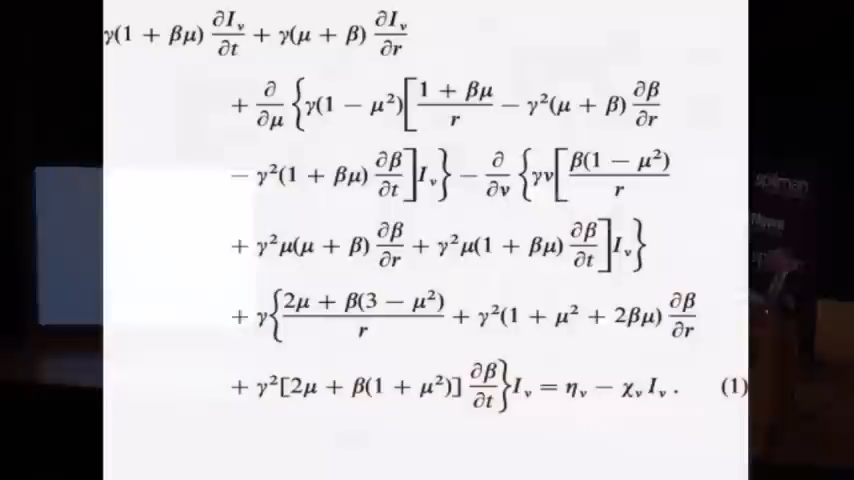 γ(1 + βμ) ∂I_ν/∂t + γ(μ + β) ∂I_ν/∂r
+ ∂/∂μ {γ(1 − μ²)[(1 + βμ)/r − γ²(μ + β) ∂β/∂r
− γ²(1 + βμ) ∂β/∂t]I_ν} − ∂/∂ν {γν[β(1 − μ²)/r
+ γ²μ(μ + β) ∂β/∂r + γ²μ(1 + βμ) ∂β/∂t]I_ν}
+ γ{(2μ + β(3 − μ²))/r + γ²(1 + μ² + 2βμ) ∂β/∂r
+ γ²[2μ + β(1 + μ²)] ∂β/∂t}I_ν = η_ν − χ_ν I_ν . (1)
spilman